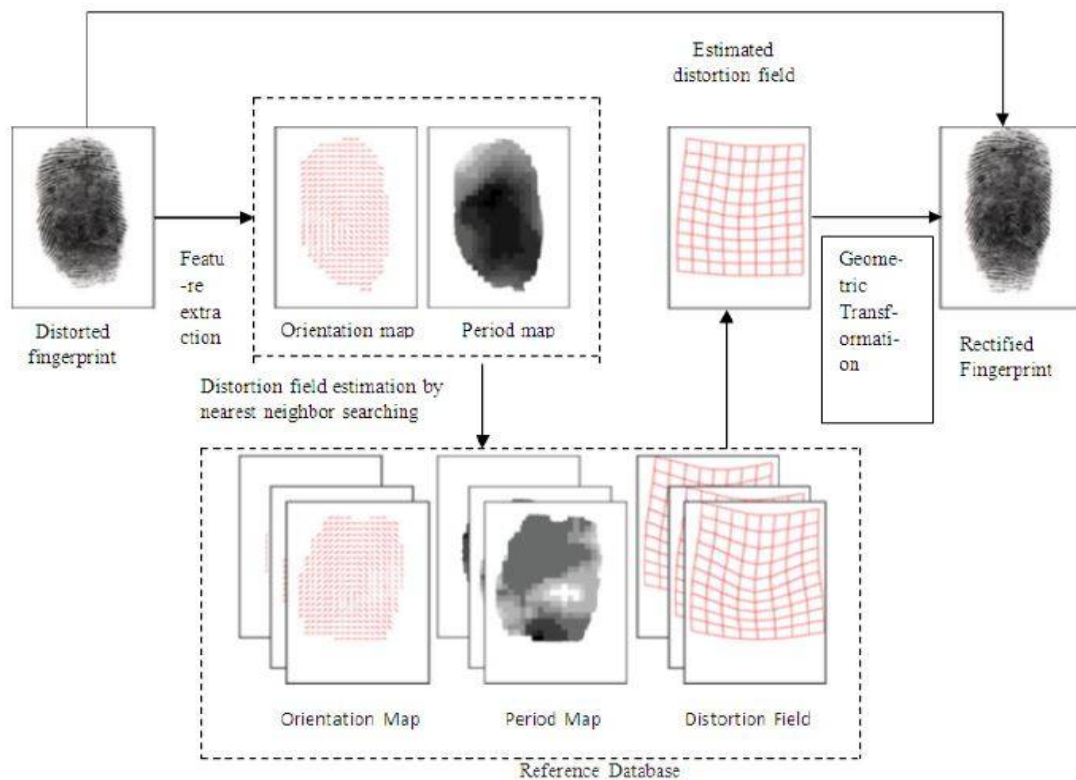 Estimated
distortion field
Distorted
fingerprint
Featu
-re
extra
ction
Orientation map
Period map
Geome-
tric
Transf-
ormati-
on
Rectified
Fingerprint
Distortion field estimation by
nearest neighbor searching
Orientation Map
Period Map
Distortion Field
Reference Database